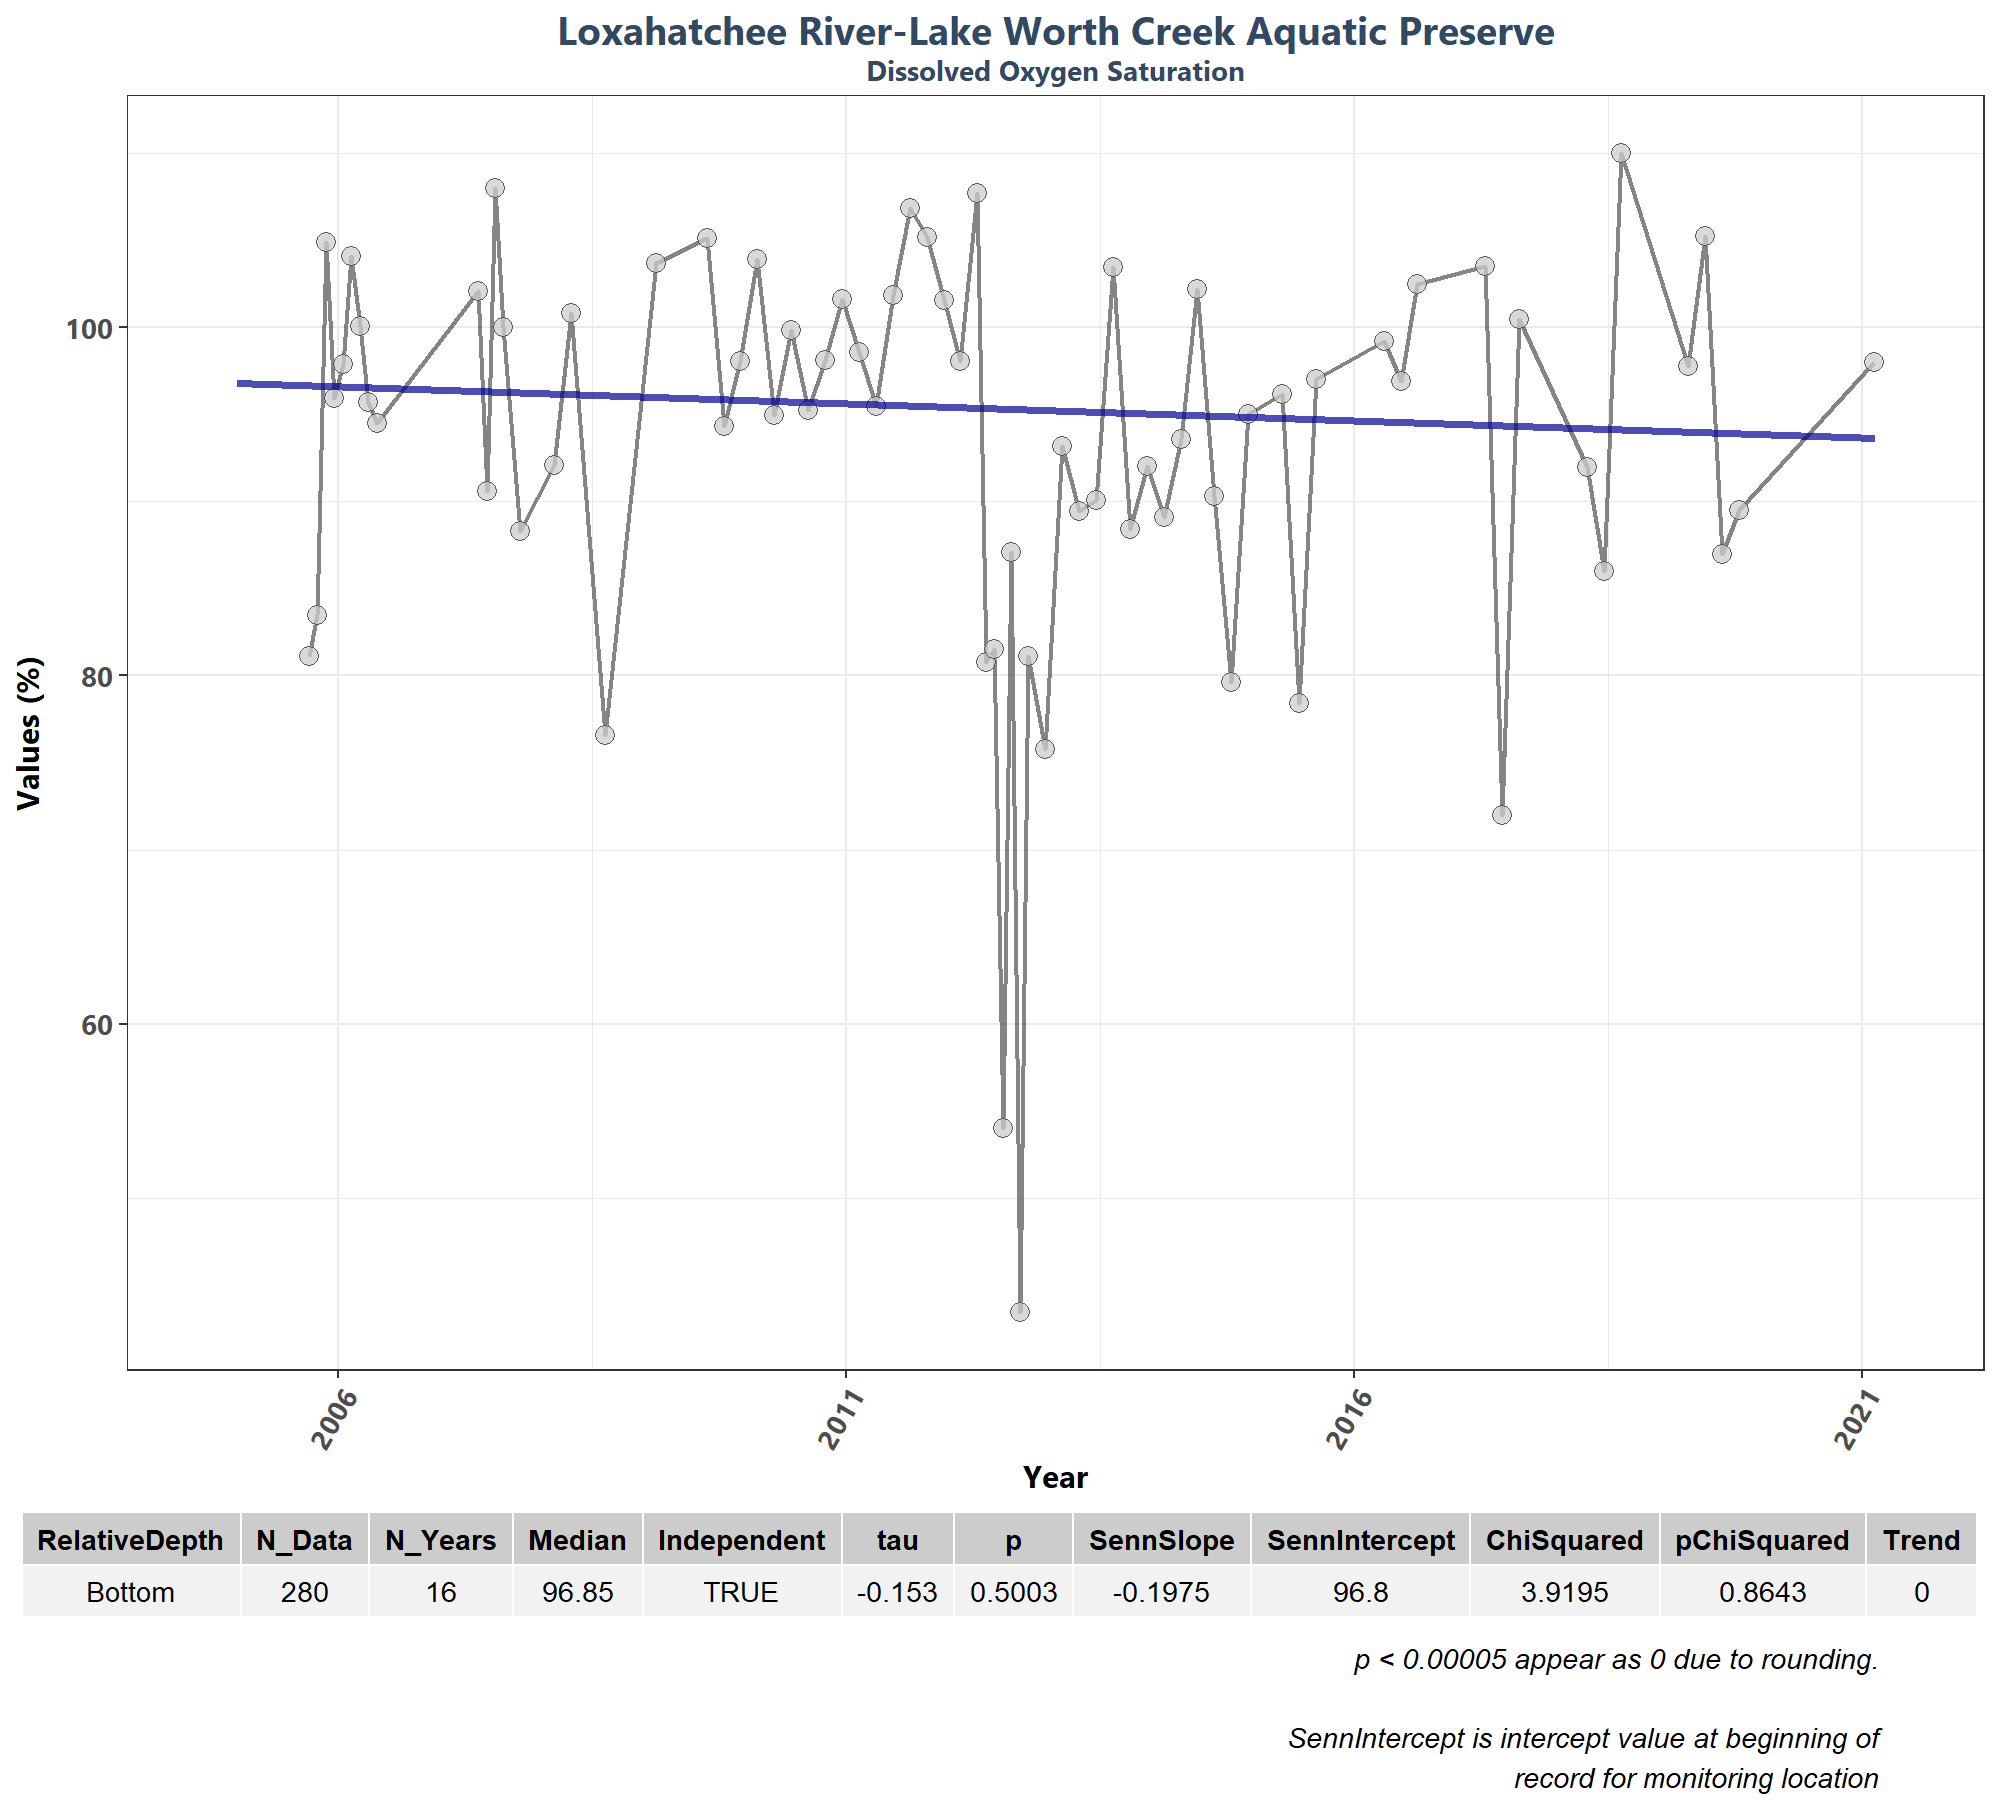 Loxahatchee River-Lake Worth Creek Aquatic Preserve
Dissolved Oxygen Saturation
Values (%)
100
80
60
2006
2011
2016
2021
Year
RelativeDepth N_Data N_Years Median Independent tau p SennSlope SennIntercept ChiSquared pChiSquared Trend
Bottom 280 16 96.85 TRUE -0.153 0.5003 -0.1975 96.8 3.9195 0.8643 0
p < 0.00005 appear as 0 due to rounding.
SennIntercept is intercept value at beginning of
record for monitoring location